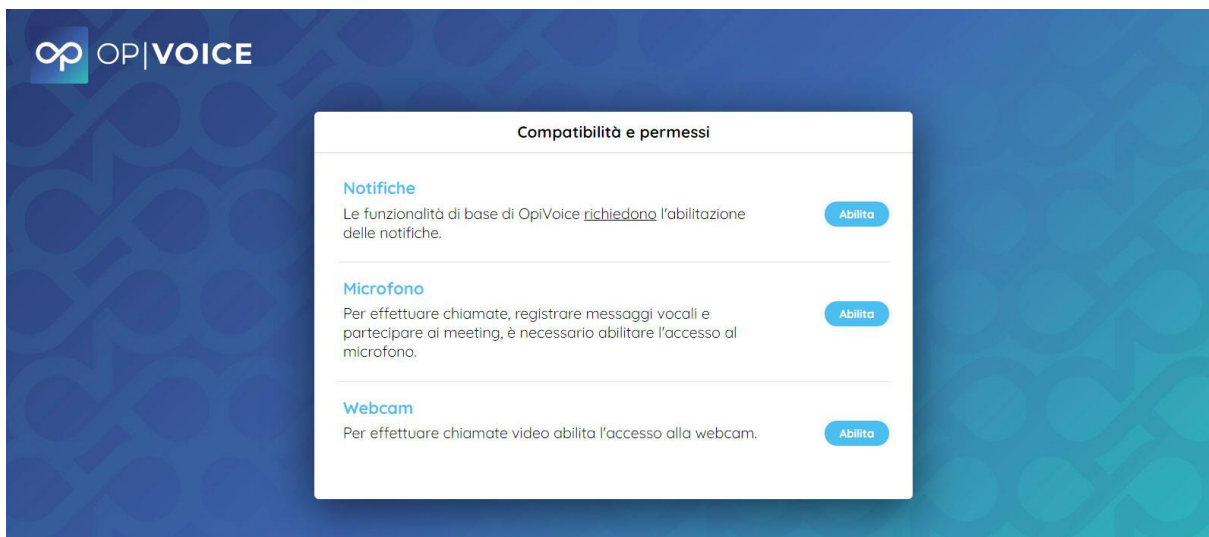 op OP|VOICE
Compatibilità e permessi
Notifiche
Le funzionalità di base di OpiVoice richiedono l'abilitazione
delle notifiche.
Abilita
Microfono
Per effettuare chiamate, registrare messaggi vocali e
partecipare ai meeting, è necessario abilitare l'accesso al
microfono.
Abilita
Webcam
Per effettuare chiamate video abilita l'accesso alla webcam.
Abilita